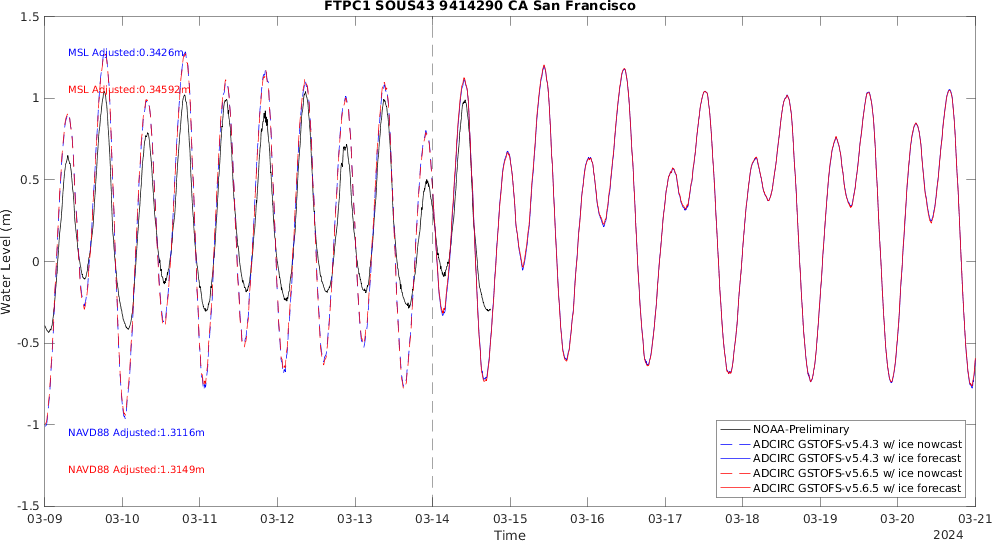 FTPC1 SOUS43 9414290 CA San Francisco
1.5
1
0.5
0
-0.5
-1
-1.5
Water Level (m)
MSL Adjusted:0.3426m
MSL Adjusted:0.34592m
NAVD88 Adjusted:1.3116m
NAVD88 Adjusted:1.3149m
NOAA-Preliminary
ADCIRC GSTOFS-v5.4.3 w/ ice nowcast
ADCIRC GSTOFS-v5.4.3 w/ ice forecast
ADCIRC GSTOFS-v5.6.5 w/ ice nowcast
ADCIRC GSTOFS-v5.6.5 w/ ice forecast
03-09 03-10 03-11 03-12 03-13 03-14 03-15 03-16 03-17 03-18 03-19 03-20 03-21
Time
2024